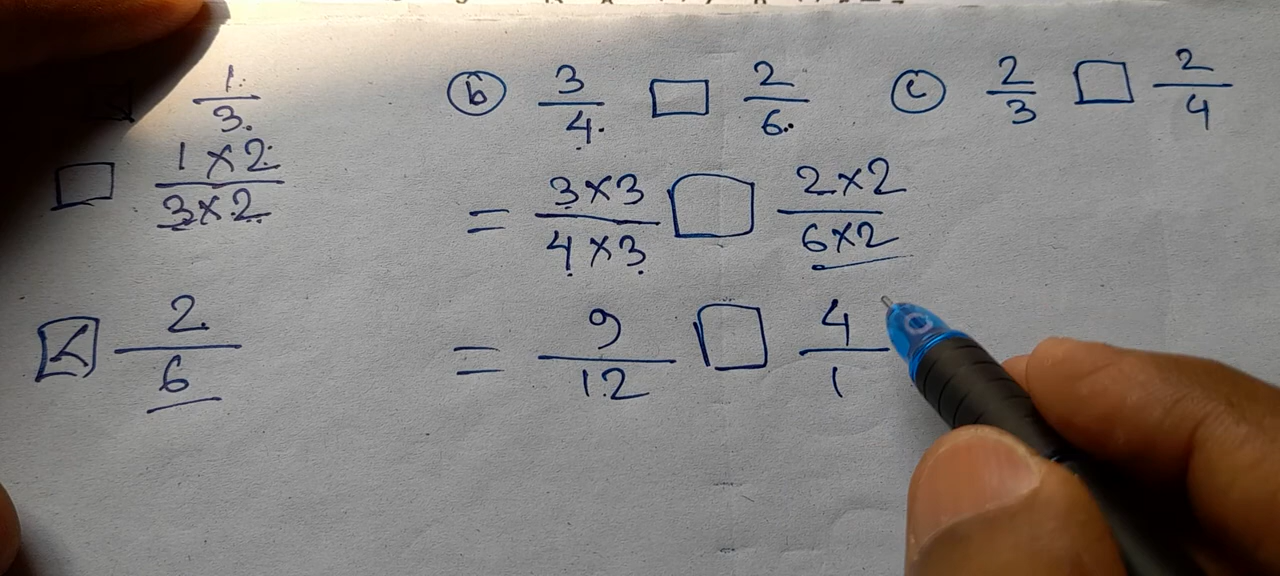 1/3 (b) 3/4 □ 2/6 (c) 2/3 □ 2/4
□ 1×2/3×2 = 3×3/4×3 □ 2×2/6×2
< 2/6 = 9/12 □ 4/1